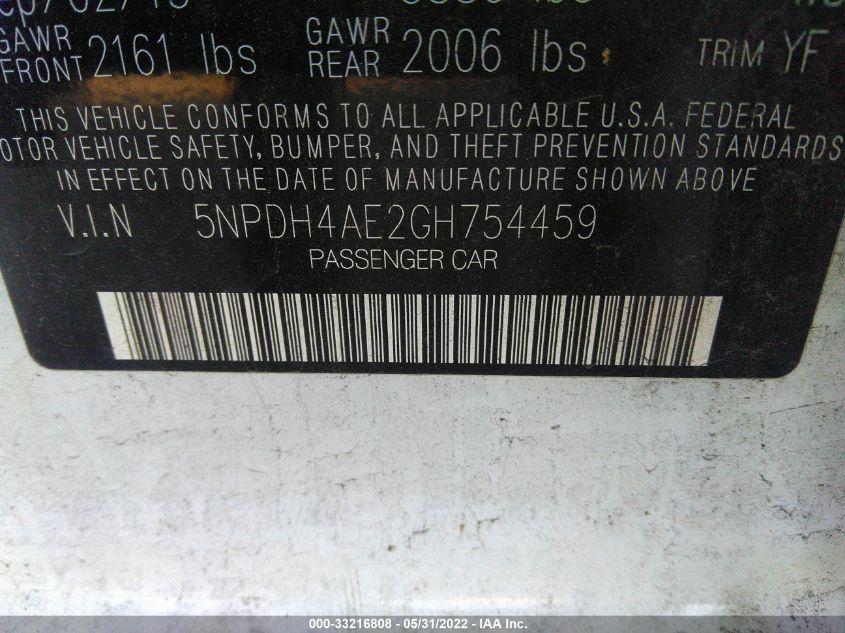 GAWR FRONT 2161 lbs GAWR REAR 2006 lbs TRIM YF
THIS VEHICLE CONFORMS TO ALL APPLICABLE U.S.A. FEDERAL
OTOR VEHICLE SAFETY, BUMPER, AND THEFT PREVENTION STANDARDS
IN EFFECT ON THE DATE OF MANUFACTURE SHOWN ABOVE
V.I.N 5NPDH4AE2GH754459
PASSENGER CAR
000-33216808 - 05/31/2022 - IAA Inc.